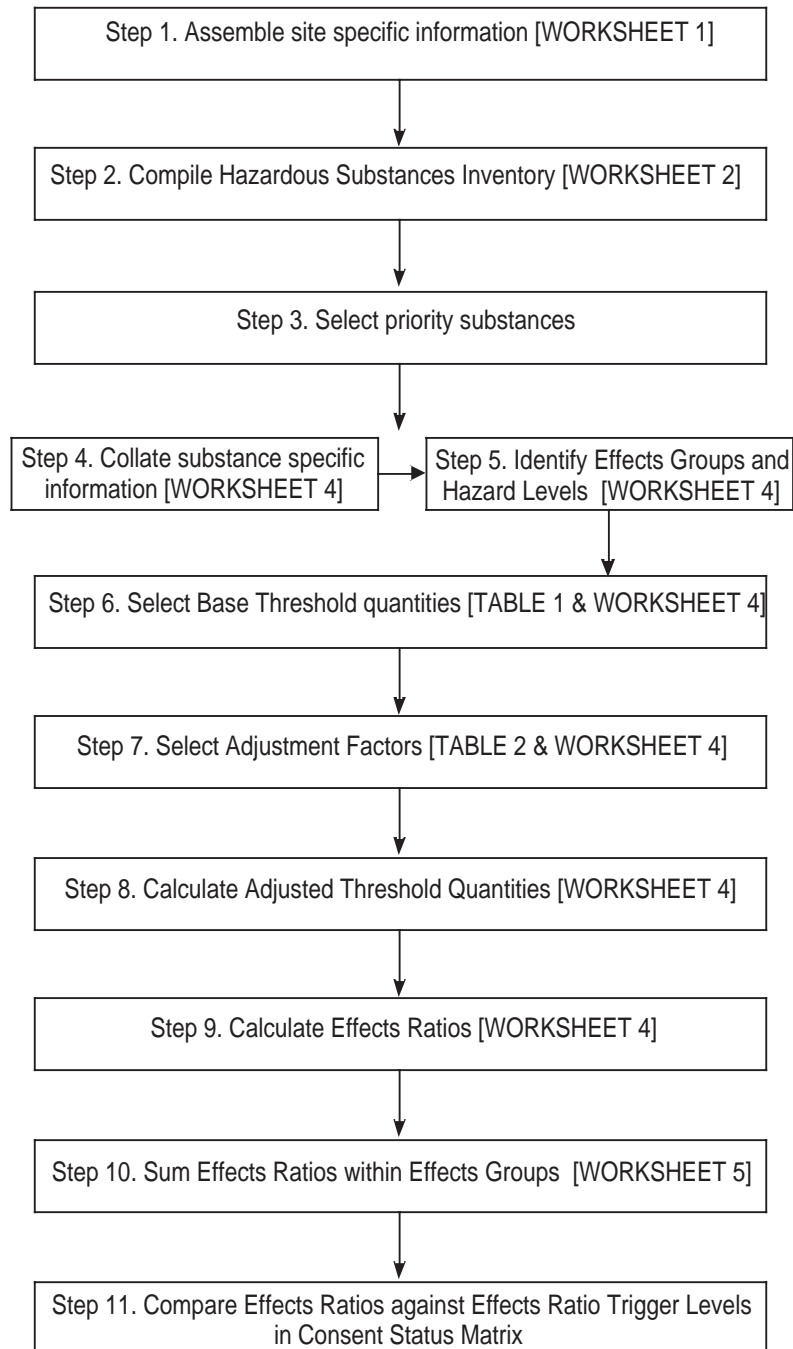 Step 1. Assemble site specific information [WORKSHEET 1]
Step 2. Compile Hazardous Substances Inventory [WORKSHEET 2]
Step 3. Select priority substances
Step 4. Collate substance specific
information [WORKSHEET 4]
Step 5. Identify Effects Groups and
Hazard Levels [WORKSHEET 4]
Step 6. Select Base Threshold quantities [TABLE 1 & WORKSHEET 4]
Step 7. Select Adjustment Factors [TABLE 2 & WORKSHEET 4]
Step 8. Calculate Adjusted Threshold Quantities [WORKSHEET 4]
Step 9. Calculate Effects Ratios [WORKSHEET 4]
Step 10. Sum Effects Ratios within Effects Groups [WORKSHEET 5]
Step 11. Compare Effects Ratios against Effects Ratio Trigger Levels
in Consent Status Matrix